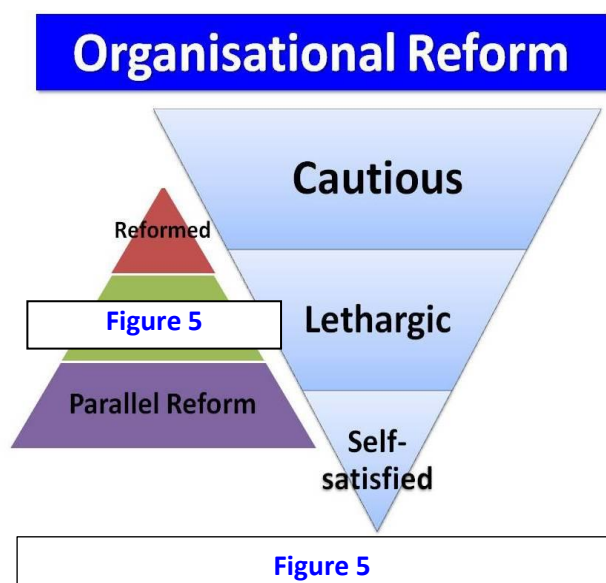 Organisational Reform
Cautious
Reformed
Lethargic
Figure 5
Parallel Reform
Self-
satisfied
Figure 5